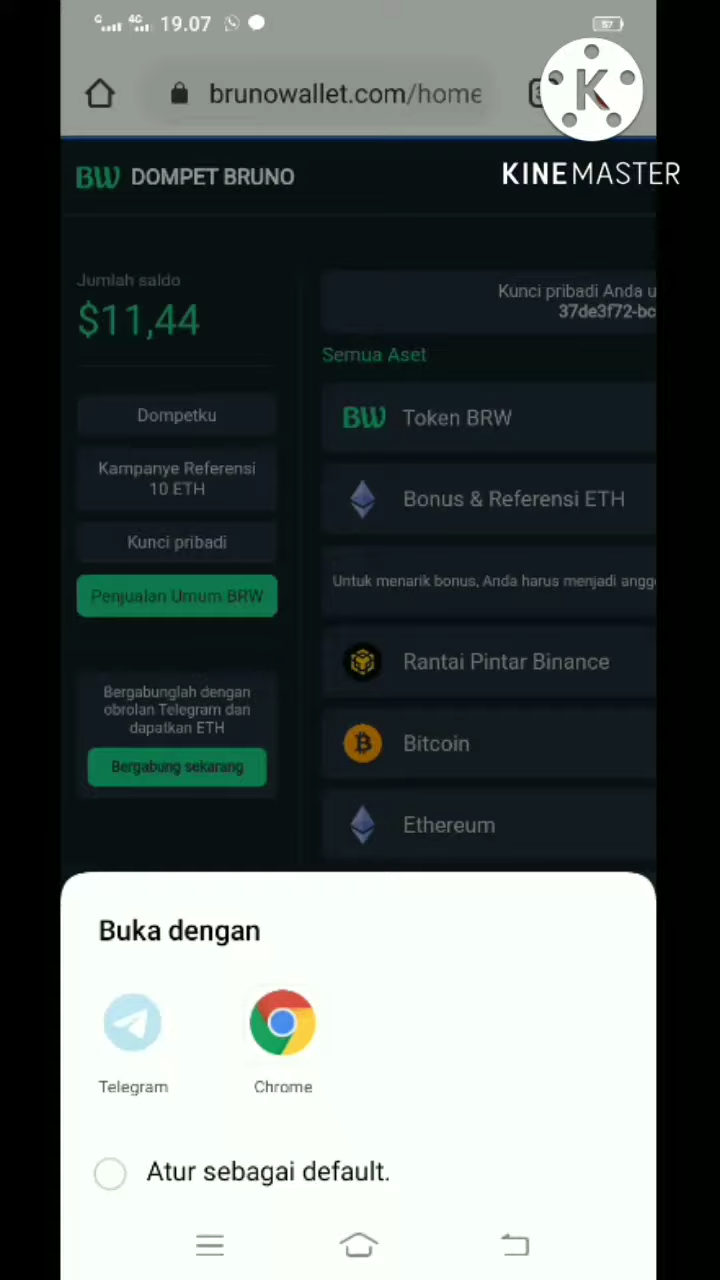 G 4G 19.07 57
brunowallet.com/home
K
KINEMASTER
BW DOMPET BRUNO
Jumlah saldo
$11,44
Dompetku
Kampanye Referensi
10 ETH
Kunci pribadi
Penjualan Umum BRW
Bergabunglah dengan
obrolan Telegram dan
dapatkan ETH
Bergabung sekarang
Kunci pribadi Anda u
37de3f72-bc
Semua Aset
BW Token BRW
Bonus & Referensi ETH
Untuk menarik bonus, Anda harus menjadi angg
Rantai Pintar Binance
Bitcoin
Ethereum
Buka dengan
Telegram
Chrome
Atur sebagai default.